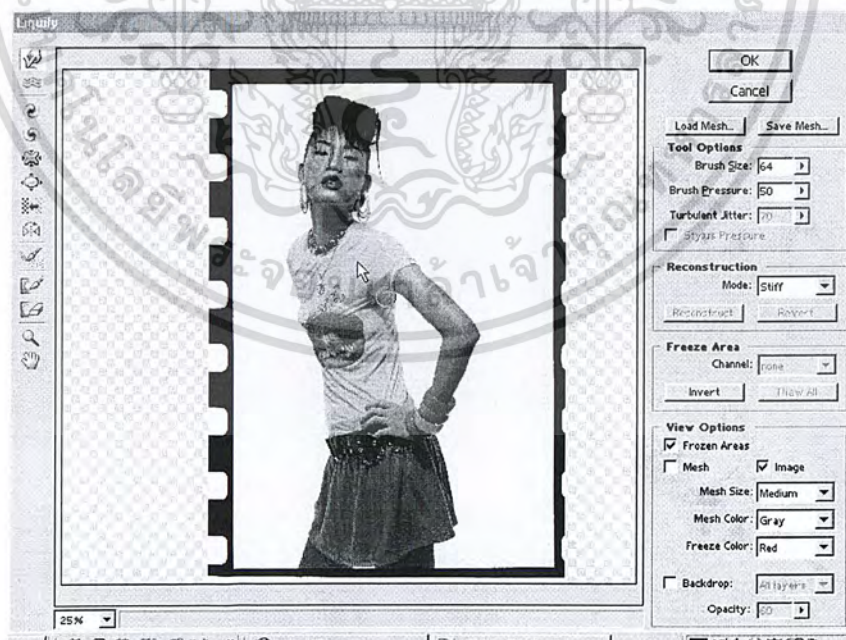 Liquify
OK
Cancel
Load Mesh...
Save Mesh...
Tool Options
Brush Size: 64
Brush Pressure: 50
Turbulent Jitter: 70
Stylus Pressure
Reconstruction
Mode: Stiff
Reconstruct
Revert
Freeze Area
Channel: none
Invert
Thaw All
View Options
Frozen Areas
Mesh
Image
Mesh Size: Medium
Mesh Color: Gray
Freeze Color: Red
Backdrop: All layers
Opacity: 60
25%